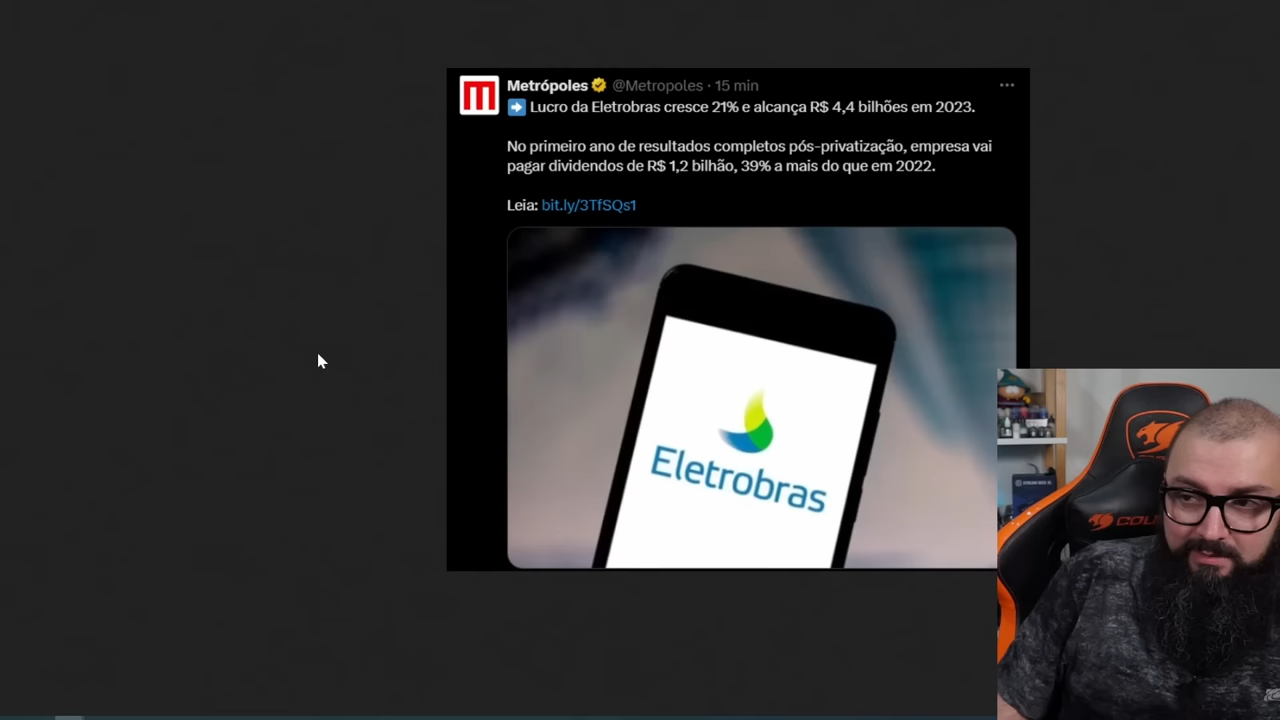 Metrópoles @Metropoles · 15 min
Lucro da Eletrobras cresce 21% e alcança R$ 4,4 bilhões em 2023.
No primeiro ano de resultados completos pós-privatização, empresa vai
pagar dividendos de R$ 1,2 bilhão, 39% a mais do que em 2022.
Leia: bit.ly/3TfSQs1
Eletrobras